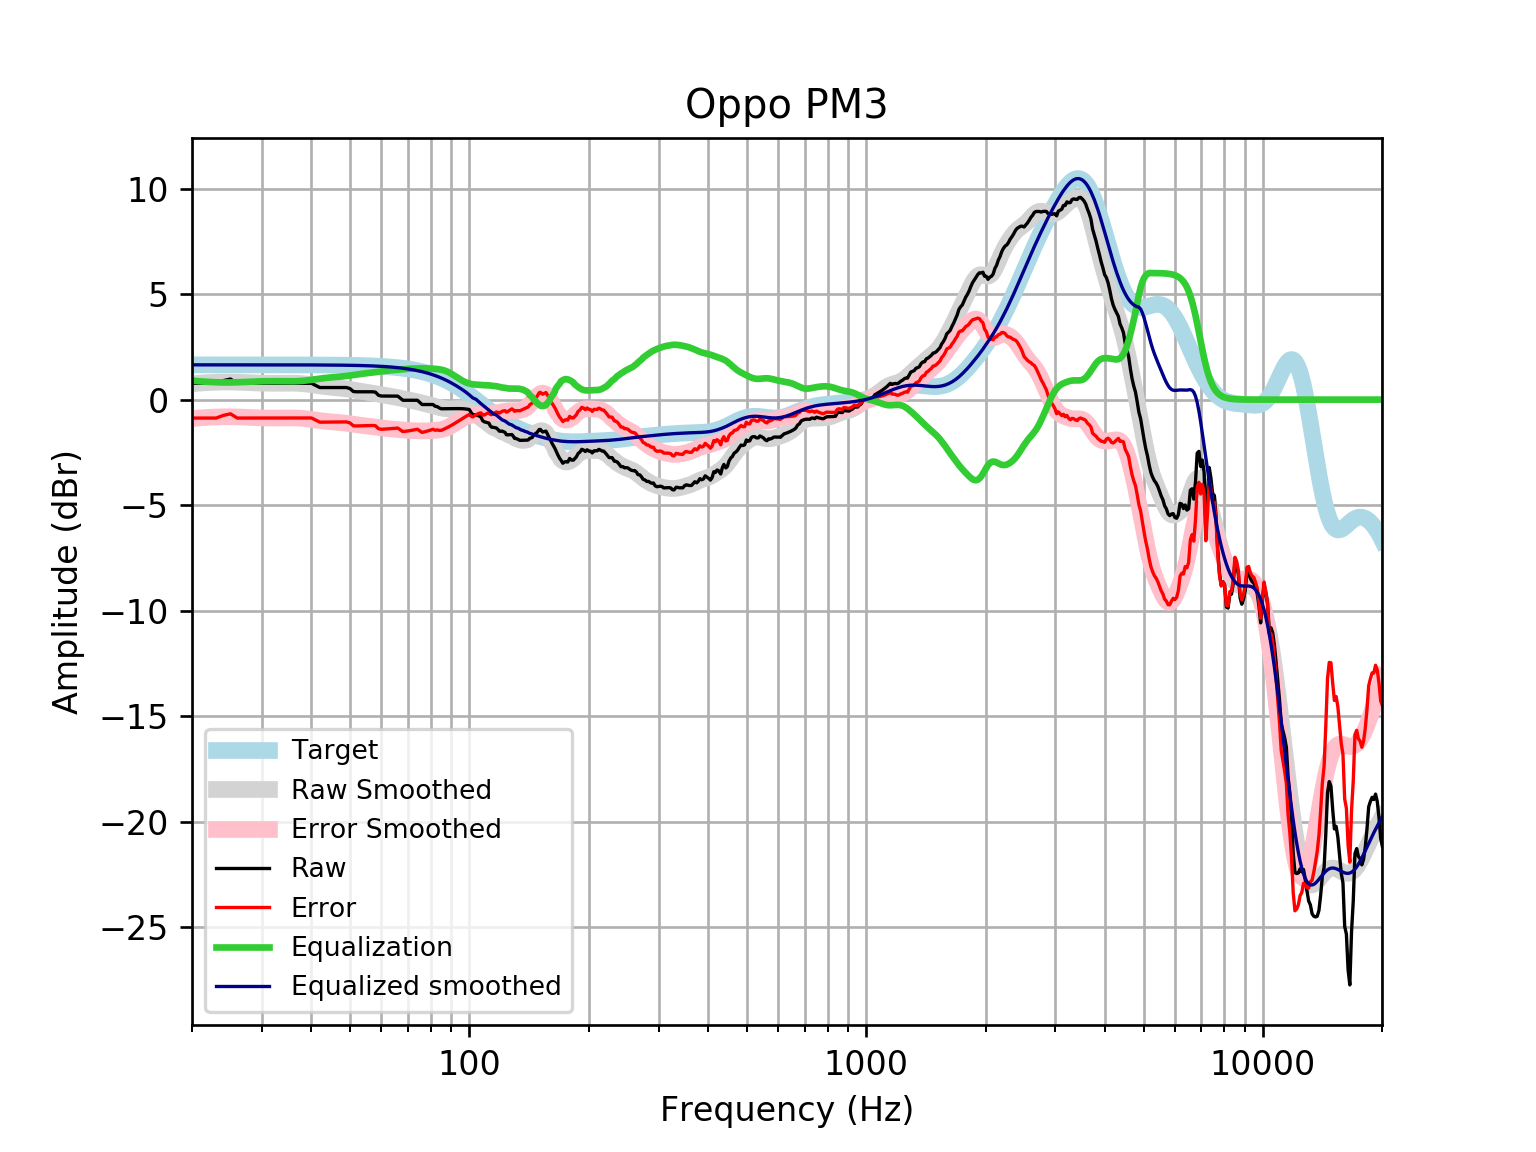 Oppo PM3
Amplitude (dBr)
10
5
0
−5
−10
−15
−20
−25
Target
Raw Smoothed
Error Smoothed
Raw
Error
Equalization
Equalized smoothed
100
1000
10000
Frequency (Hz)